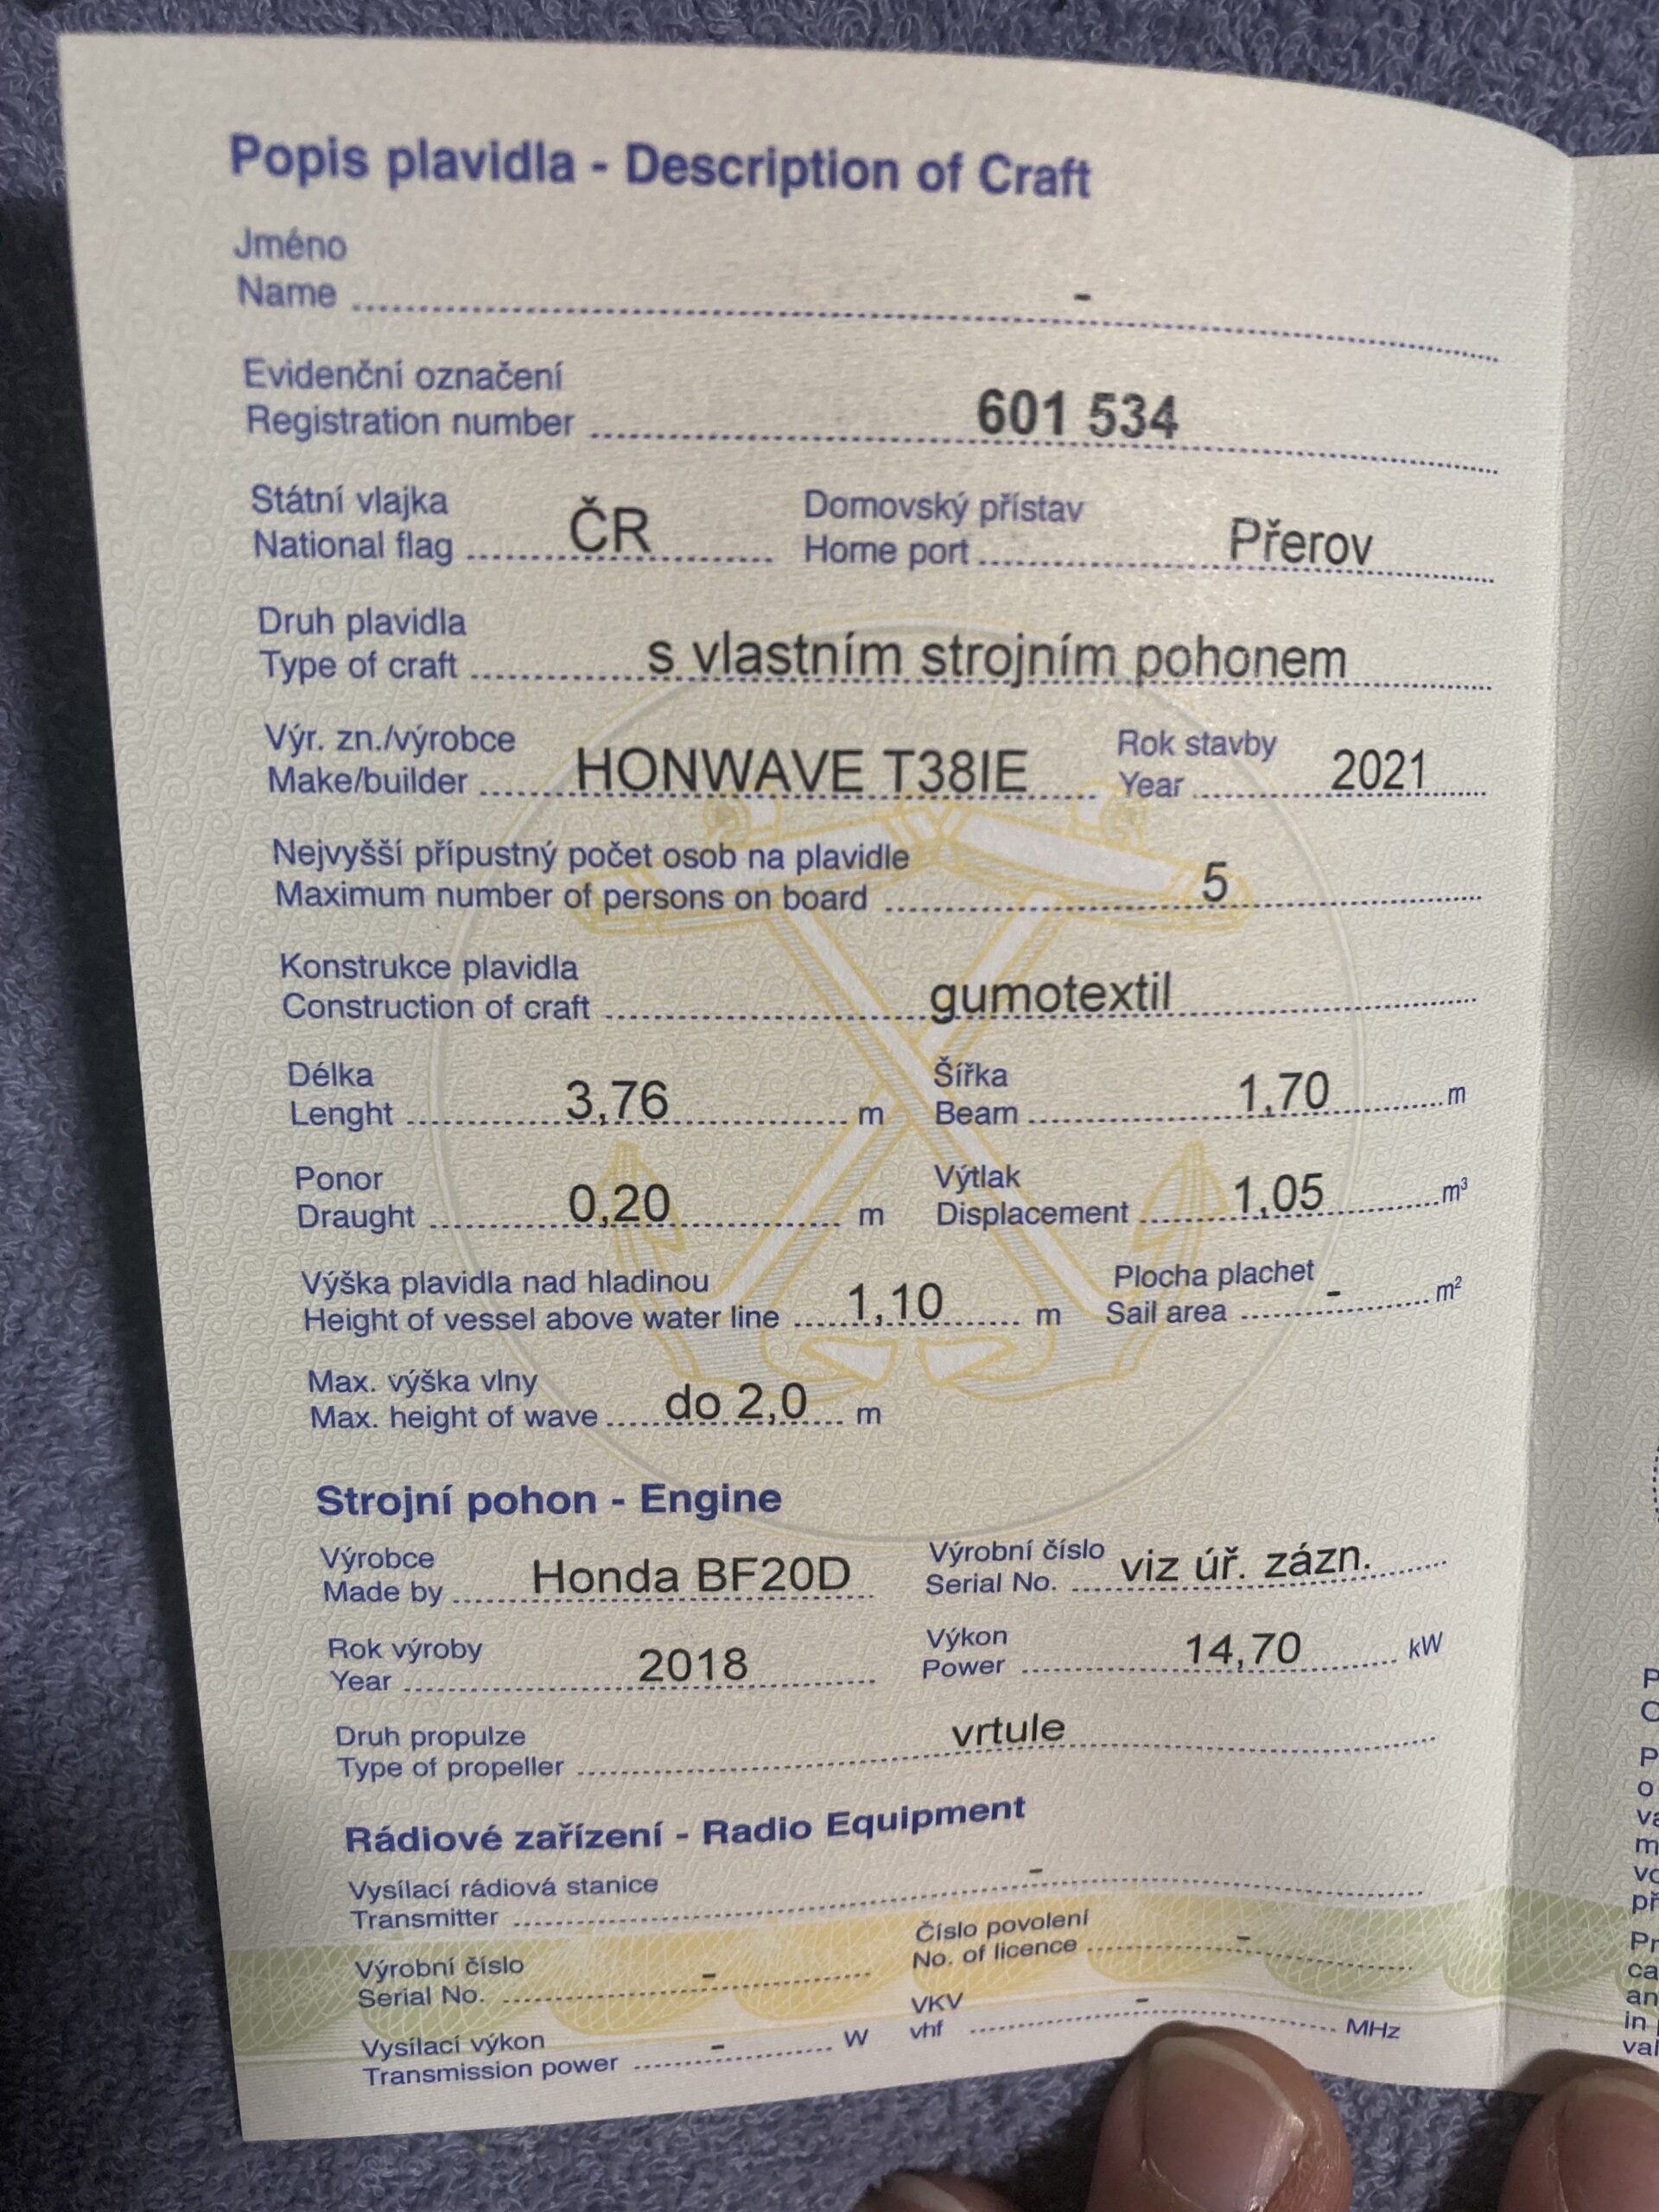 Popis plavidla - Description of Craft
Jméno
Name -
Evidenční označení
Registration number 601 534
Státní vlajka
National flag ČR
Domovský přístav
Home port Přerov
Druh plavidla
Type of craft s vlastním strojním pohonem
Výr. zn./výrobce
Make/builder HONWAVE T38IE
Rok stavby
Year 2021
Nejvyšší přípustný počet osob na plavidle
Maximum number of persons on board 5
Konstrukce plavidla
Construction of craft gumotextil
Délka
Lenght 3,76 m
Šířka
Beam 1,70 m
Ponor
Draught 0,20 m
Výtlak
Displacement 1,05 m³
Výška plavidla nad hladinou
Height of vessel above water line 1,10 m
Plocha plachet
Sail area - m²
Max. výška vlny
Max. height of wave do 2,0 m
Strojní pohon - Engine
Výrobce
Made by Honda BF20D
Výrobní číslo
Serial No. viz úř. zázn.
Rok výroby
Year 2018
Výkon
Power 14,70 kW
Druh propulze
Type of propeller vrtule
Rádiové zařízení - Radio Equipment
Vysílací rádiová stanice
Transmitter -
Výrobní číslo
Serial No. -
Číslo povolení
No. of licence -
Vysílací výkon
Transmission power - W
VKV
vhf - MHz